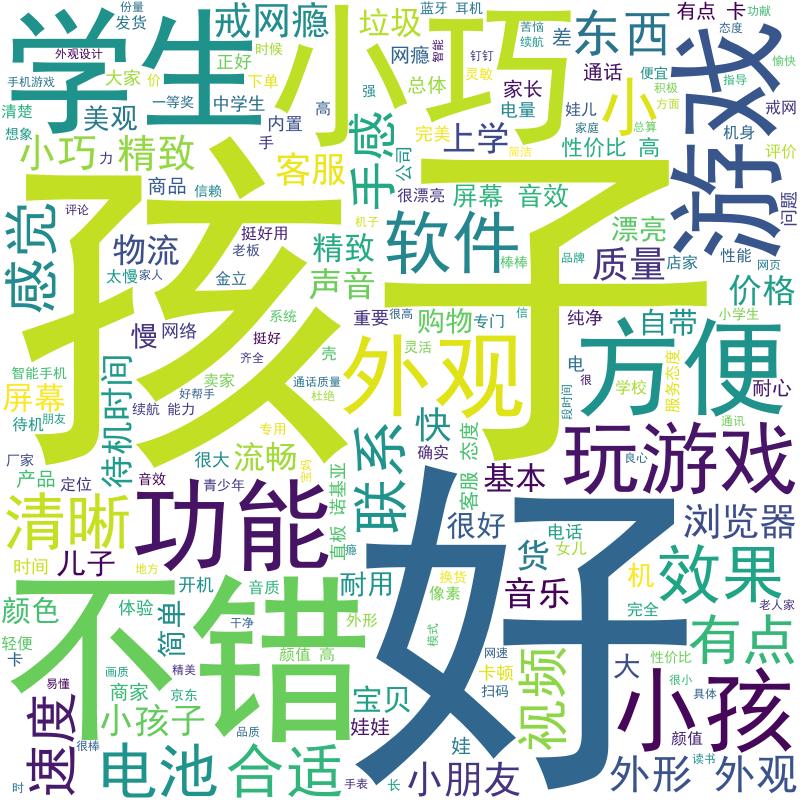 份量
发货
戒网瘾
垃圾
蓝牙 耳机
苦恼
续航
差
东西
有点 卡
功献
态度
学生
小巧
游戏
外观设计
正好
时候
网瘾
智能
钉钉
灵敏
通话
便宜
指导
愉快
手机游戏
大家
价
下单
总体
家长
积极
方面
戒网
清楚
美观
一等奖
中学生
高
强
电量
娃儿
小
想象
内置
手
手感
完美
上学
家庭
总算
机身
小巧 精致
力
客服
公司
简洁
性价比 高
评价
商品
信赖
很漂亮
屏幕 音效
漂亮
问题
感觉
评论
孩子
机子
软件
物流
挺好用
老板
精致
棒棒
品牌
质量
店家
性能
网页
太慢
家人
金立
声音
价格
慢
网络
系统
重要
很高
购物
专门
信
纯净
自带
小学生
挺好
壳
灵活
外观
方便
齐全
智能手机
卖家
通话质量
杜绝
电
很
学校
服务态度
耐心
屏幕
待机时间
好帮手
续航 能力
段时间
待机
朋友
专用
联系
快
态度
通讯
厂家
很大
流畅
确实
玩游戏
产品
定位
音效
青少年
宝妈
直板 诺基亚
客服
基本
良心
清晰
功能
好
很好
电话
浏览器
货
女儿
时间
儿子
地方
瘾
换货
不错
开机
音质
耐用
像素
音乐
机
效果
颜色
体验
简单
外形
完全
老人家
轻便
干净
模式
有点
卡
颜值 高
网速
视频
大
性价比
画质
精美
卡顿
小孩
易懂
商家
京东
宝贝
扫码
很小
具体
速度
小孩子
娃娃
颜值
很棒
品质
娃
读书
时
电池
合适
手表
长
小朋友
外形 外观